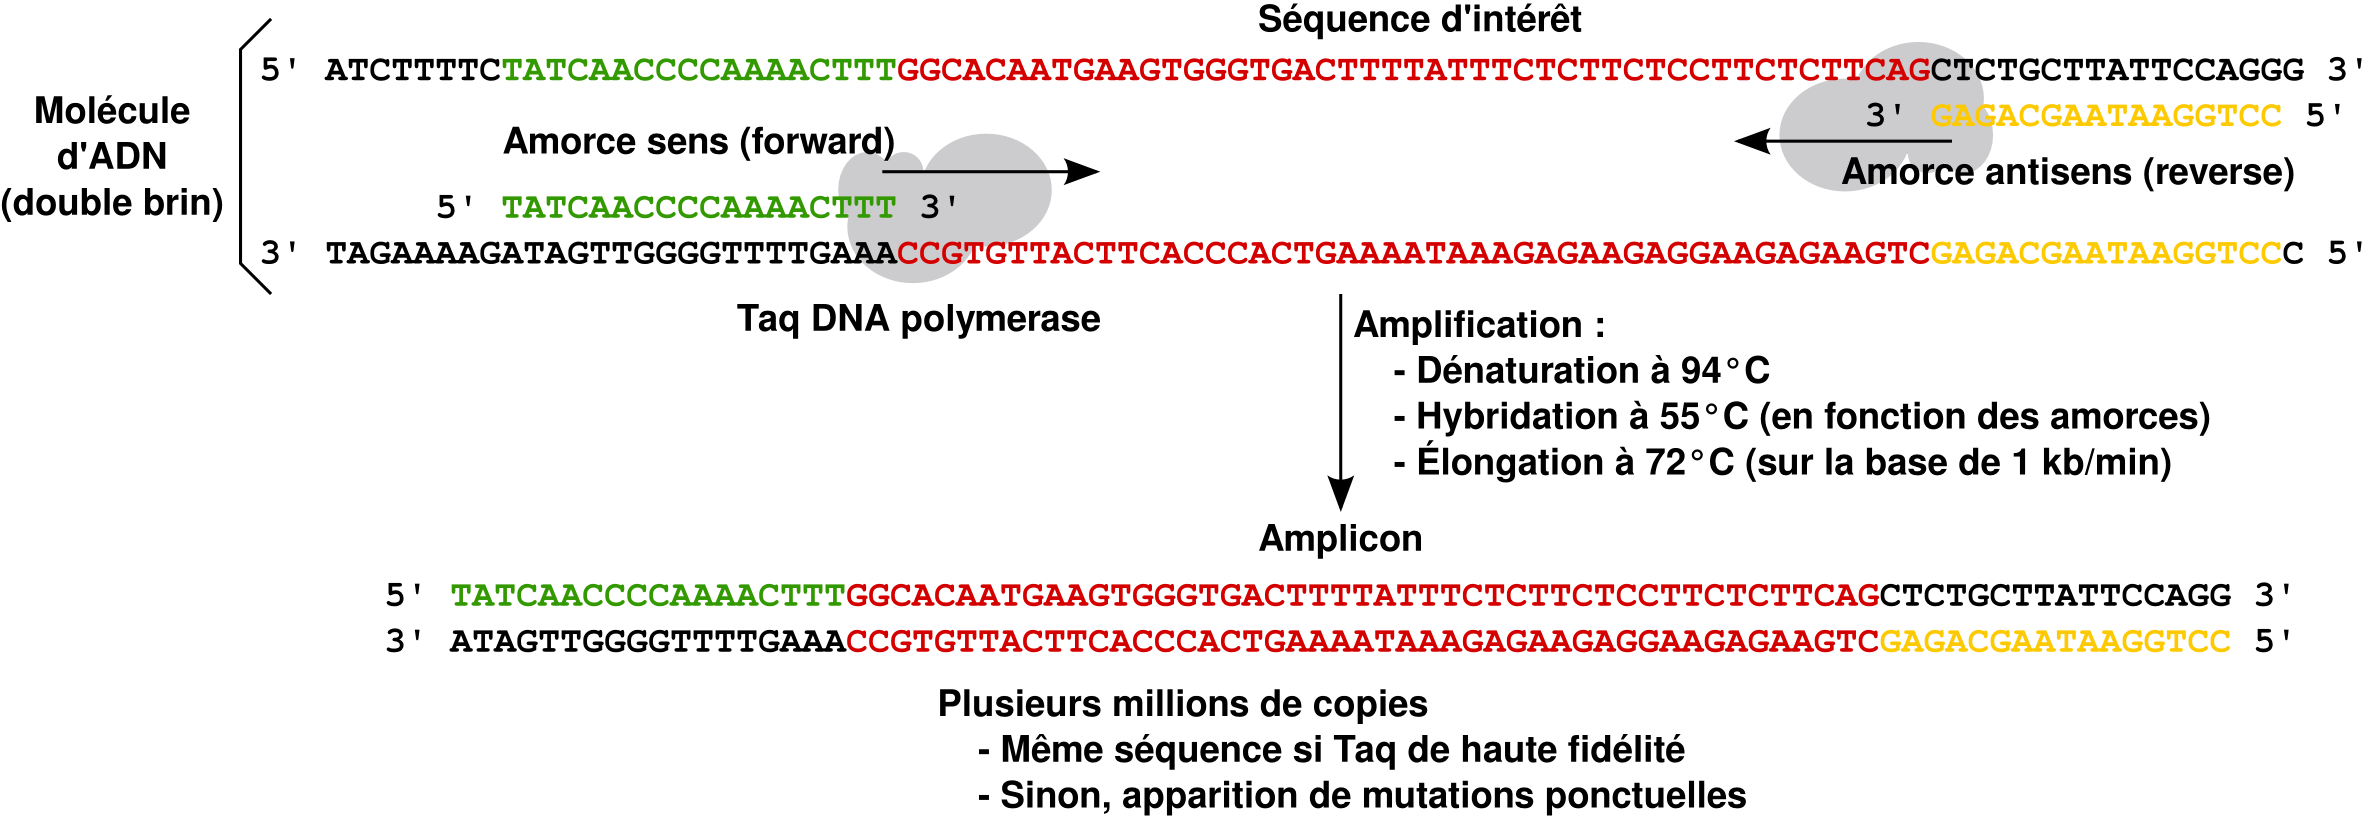 Séquence d'intérêt
5' ATCTTTTCTATCAACCCCAAAACTTTGGCACAATGAAGTGGGTGACTTTTATTTCTCTTCTCCTTCTCTTCAGCTCTGCTTATTCCAGGG 3'
3' GAGACGAATAAGGTCC 5'
Molécule
d'ADN
(double brin)
Amorce sens (forward)
Amorce antisens (reverse)
5' TATCAACCCCAAAACTTT 3'
3' TAGAAAAGATAGTTGGGGTTTTGAAACCGTGTTACTTCACCCACTGAAAATAAAGAGAAGAGGAAGAGAAGTCGAGACGAATAAGGTCCC 5'
Taq DNA polymerase
Amplification :
- Dénaturation à 94°C
- Hybridation à 55°C (en fonction des amorces)
- Élongation à 72°C (sur la base de 1 kb/min)
Amplicon
5' TATCAACCCCAAAACTTTGGCACAATGAAGTGGGTGACTTTTATTTCTCTTCTCCTTCTCTTCAGCTCTGCTTATTCCAGG 3'
3' ATAGTTGGGGTTTTGAAACCGTGTTACTTCACCCACTGAAAATAAAGAGAAGAGGAAGAGAAGTCGAGACGAATAAGGTCC 5'
Plusieurs millions de copies
- Même séquence si Taq de haute fidélité
- Sinon, apparition de mutations ponctuelles